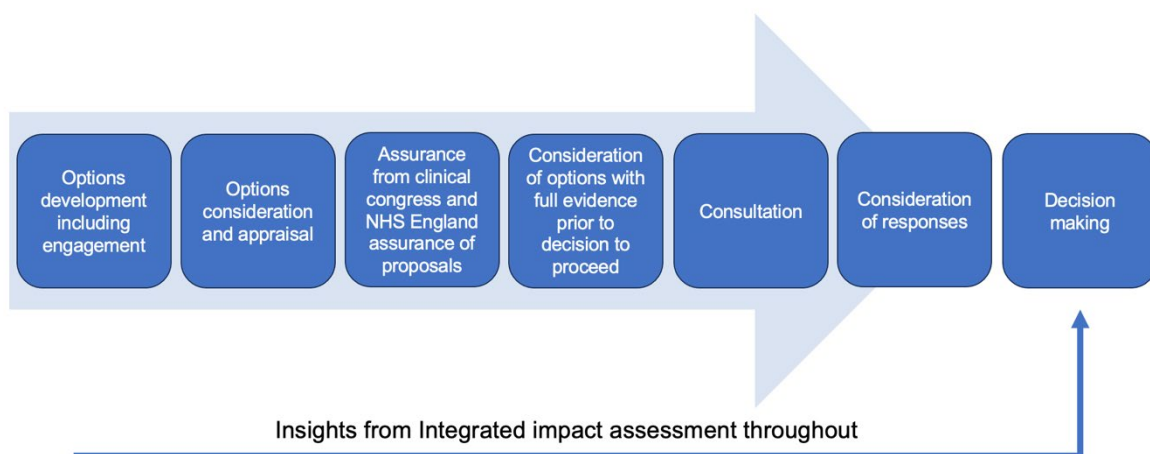 Options
development
including
engagement
Options
consideration
and appraisal
Assurance
from clinical
congress and
NHS England
assurance of
proposals
Consideration
of options with
full evidence
prior to
decision to
proceed
Consultation
Consideration
of responses
Decision
making
Insights from Integrated impact assessment throughout